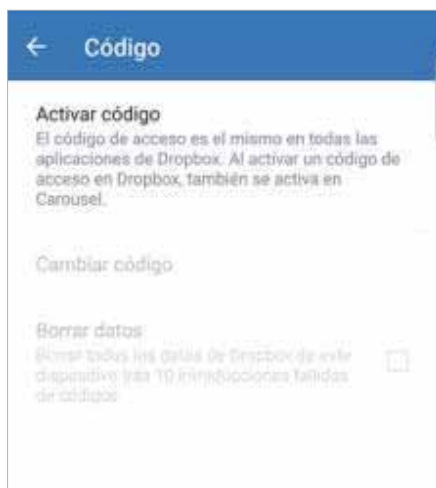 Código
Activar código
El código de acceso es el mismo en todas las
aplicaciones de Dropbox. Al activar un código de
acceso en Dropbox, también se activa en
Carousel.
Cambiar código
Borrar datos
Borrar todos los datos de Dropbox de este
dispositivo tras 10 introducciones fallidas
de códigos